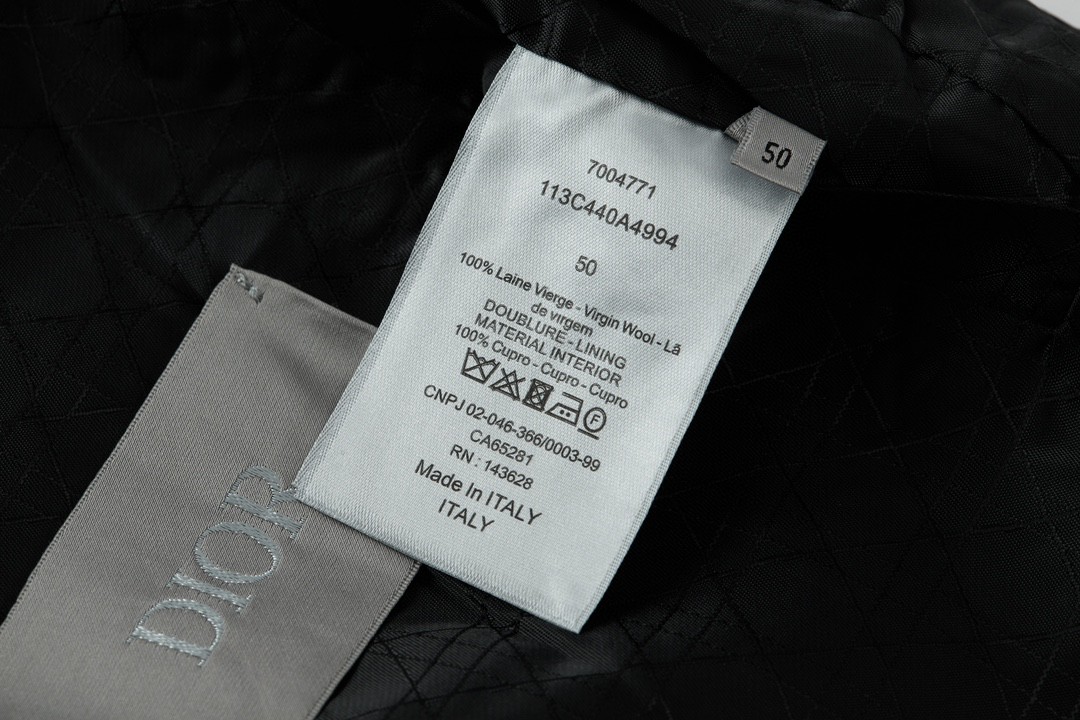 50
7004771
113C440A4994
50
100% Laine Vierge - Virgin Wool - Lã
de virgem
DOUBLURE - LINING
MATERIAL INTERIOR
100% Cupro - Cupro - Cupro
F
CNPJ 02-046-366/0003-99
CA65281
RN : 143628
Made In ITALY
ITALY
DIOR